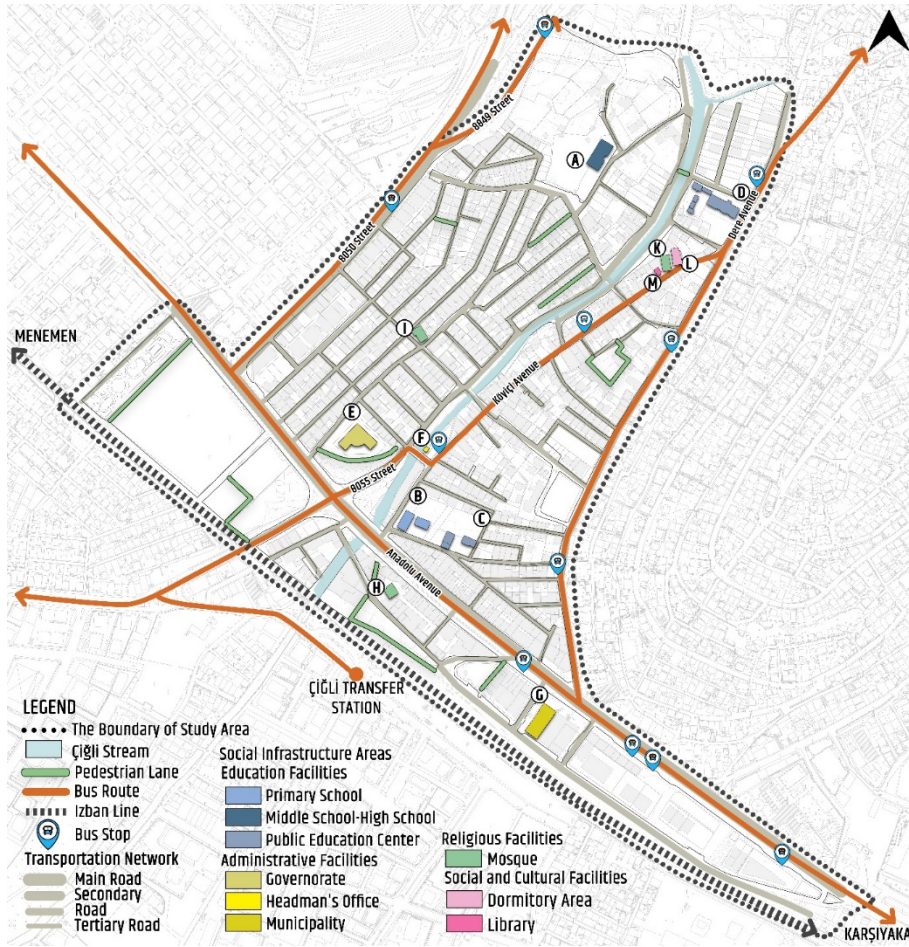 8849 Street
A
D
Dere Avenue
8050 Street
K
L
M
MENEMEN
I
Köyiçi Avenue
E
F
8055 Street
B
C
Anadolu Avenue
H
ÇİĞLİ TRANSFER
STATION
G
KARŞIYAKA
LEGEND
The Boundary of Study Area
Çiğli Stream
Pedestrian Lane
Bus Route
Izban Line
Bus Stop
Transportation Network
Main Road
Secondary
Road
Tertiary Road
Social Infrastructure Areas
Education Facilities
Primary School
Middle School-High School
Public Education Center
Administrative Facilities
Governorate
Headman's Office
Municipality
Religious Facilities
Mosque
Social and Cultural Facilities
Dormitory Area
Library